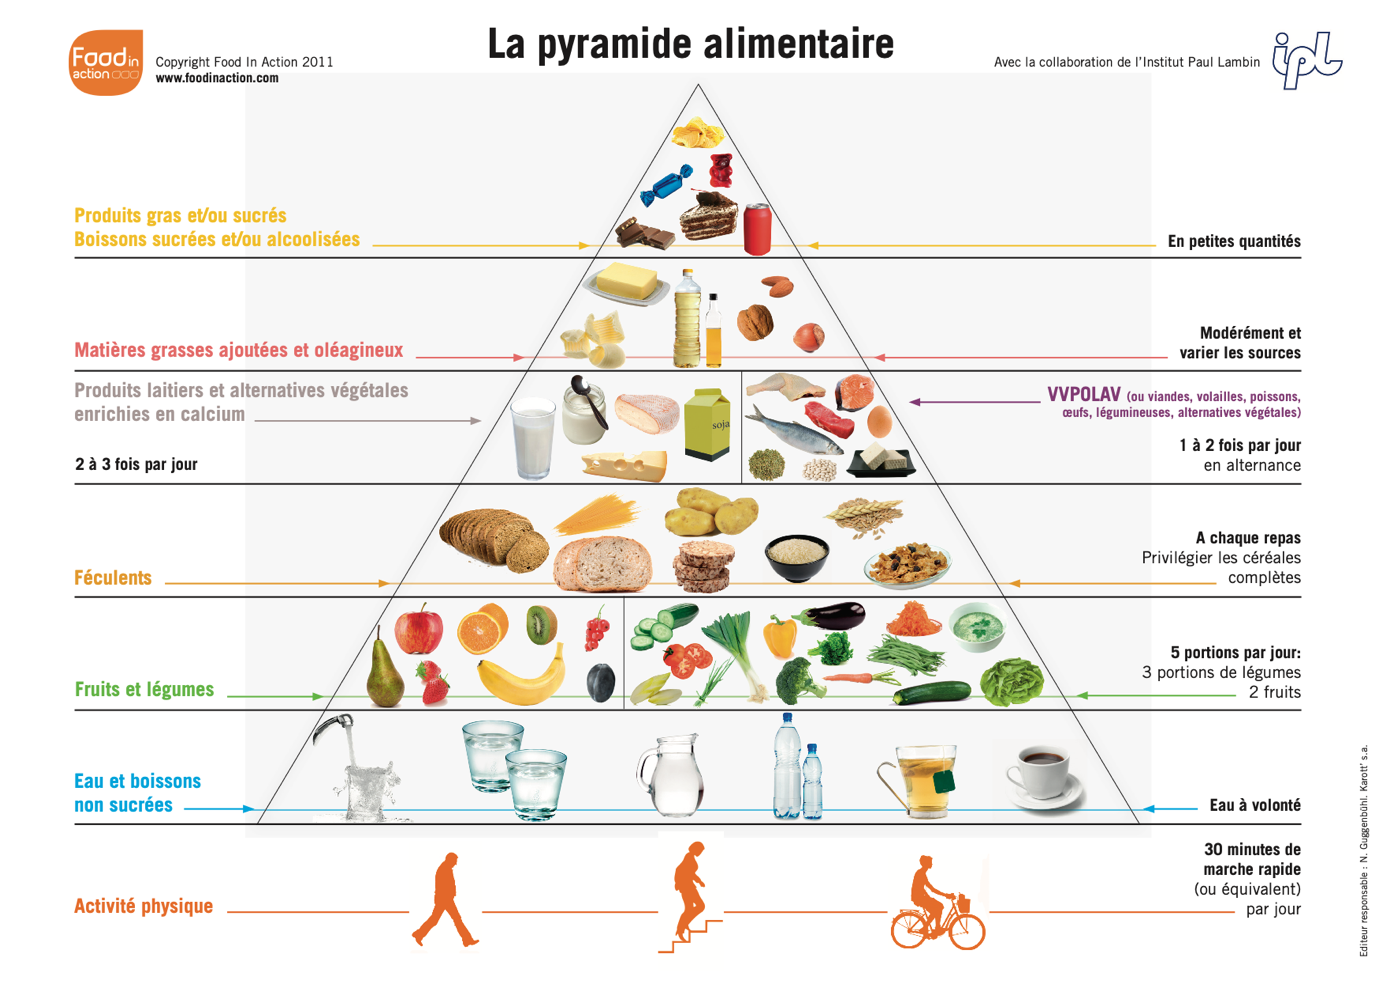 La pyramide alimentaire
Food in
action
Copyright Food In Action 2011
www.foodinaction.com
Avec la collaboration de l'Institut Paul Lambin
ipl
Produits gras et/ou sucrés
Boissons sucrées et/ou alcoolisées
En petites quantités
Matières grasses ajoutées et oléagineux
Modérément et
varier les sources
Produits laitiers et alternatives végétales
enrichies en calcium
2 à 3 fois par jour
soja
VVPOLAV (ou viandes, volailles, poissons,
œufs, légumineuses, alternatives végétales)
1 à 2 fois par jour
en alternance
Féculents
A chaque repas
Privilégier les céréales
complètes
Fruits et légumes
5 portions par jour:
3 portions de légumes
2 fruits
Eau et boissons
non sucrées
Eau à volonté
Activité physique
30 minutes de
marche rapide
(ou équivalent)
par jour
Editeur responsable : N. Guggenbühl. Karott' s.a.